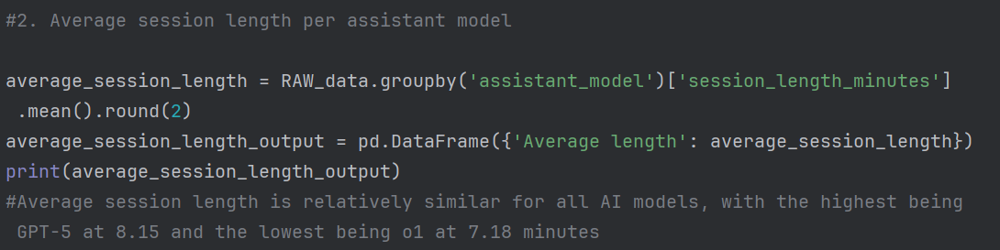 #2. Average session length per assistant model
average_session_length = RAW_data.groupby('assistant_model')['session_length_minutes']
.mean().round(2)
average_session_length_output = pd.DataFrame({'Average length': average_session_length})
print(average_session_length_output)
#Average session length is relatively similar for all AI models, with the highest being
GPT-5 at 8.15 and the lowest being o1 at 7.18 minutes